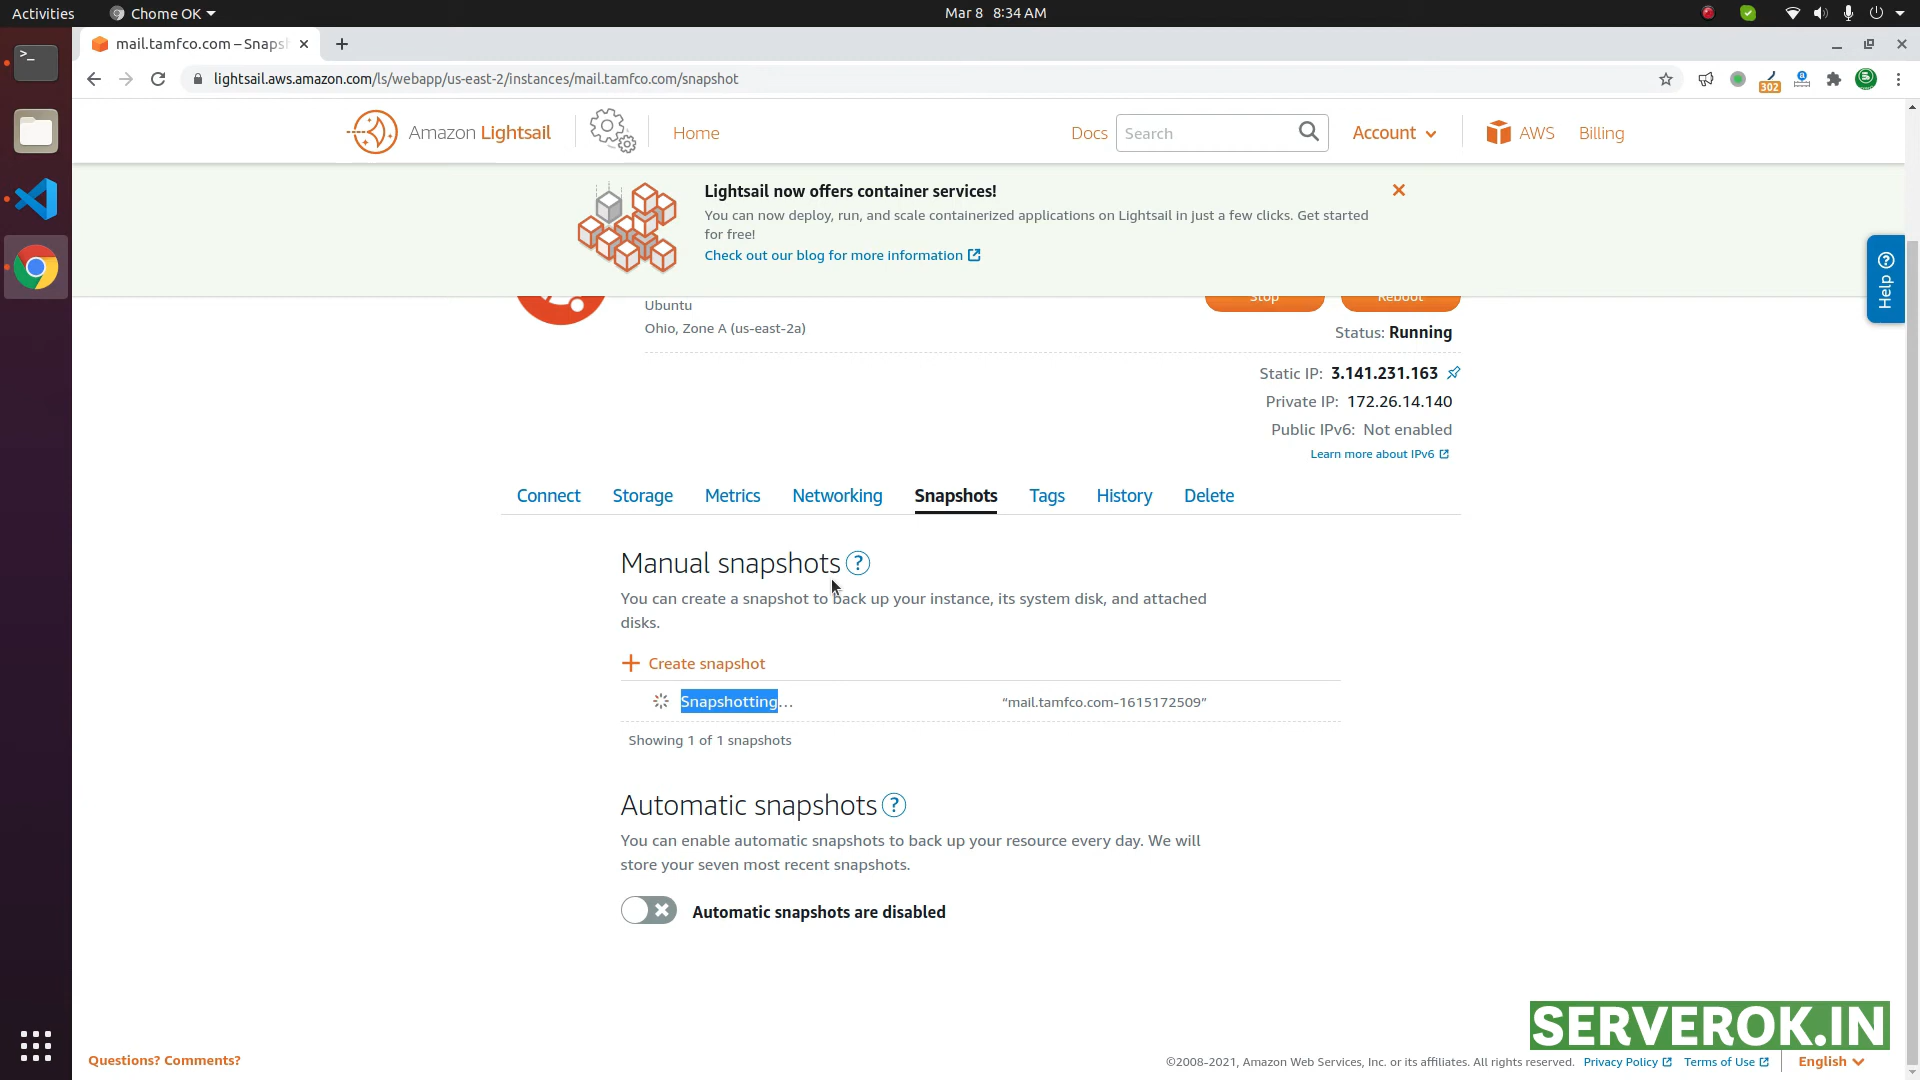 Activities
Chome OK
Mar 8 8:34 AM
mail.tamfco.com – Snapsh
lightsail.aws.amazon.com/ls/webapp/us-east-2/instances/mail.tamfco.com/snapshot
302
Amazon Lightsail
Home
Docs
Search
Account
AWS
Billing
Lightsail now offers container services!
You can now deploy, run, and scale containerized applications on Lightsail in just a few clicks. Get started
for free!
Check out our blog for more information
Help
Ubuntu
Stop
Reboot
Ohio, Zone A (us-east-2a)
Status: Running
Static IP: 3.141.231.163
Private IP: 172.26.14.140
Public IPv6: Not enabled
Learn more about IPv6
Connect
Storage
Metrics
Networking
Snapshots
Tags
History
Delete
Manual snapshots
You can create a snapshot to back up your instance, its system disk, and attached
disks.
Create snapshot
Snapshotting...
“mail.tamfco.com-1615172509”
Showing 1 of 1 snapshots
Automatic snapshots
You can enable automatic snapshots to back up your resource every day. We will
store your seven most recent snapshots.
Automatic snapshots are disabled
SERVEROK.IN
Questions? Comments?
©2008-2021, Amazon Web Services, Inc. or its affiliates. All rights reserved.
Privacy Policy
Terms of Use
English